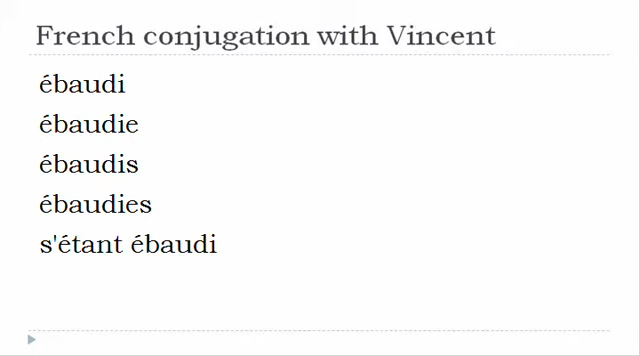 French conjugation with Vincent
ébaudi
ébaudie
ébaudis
ébaudies
s'étant ébaudi